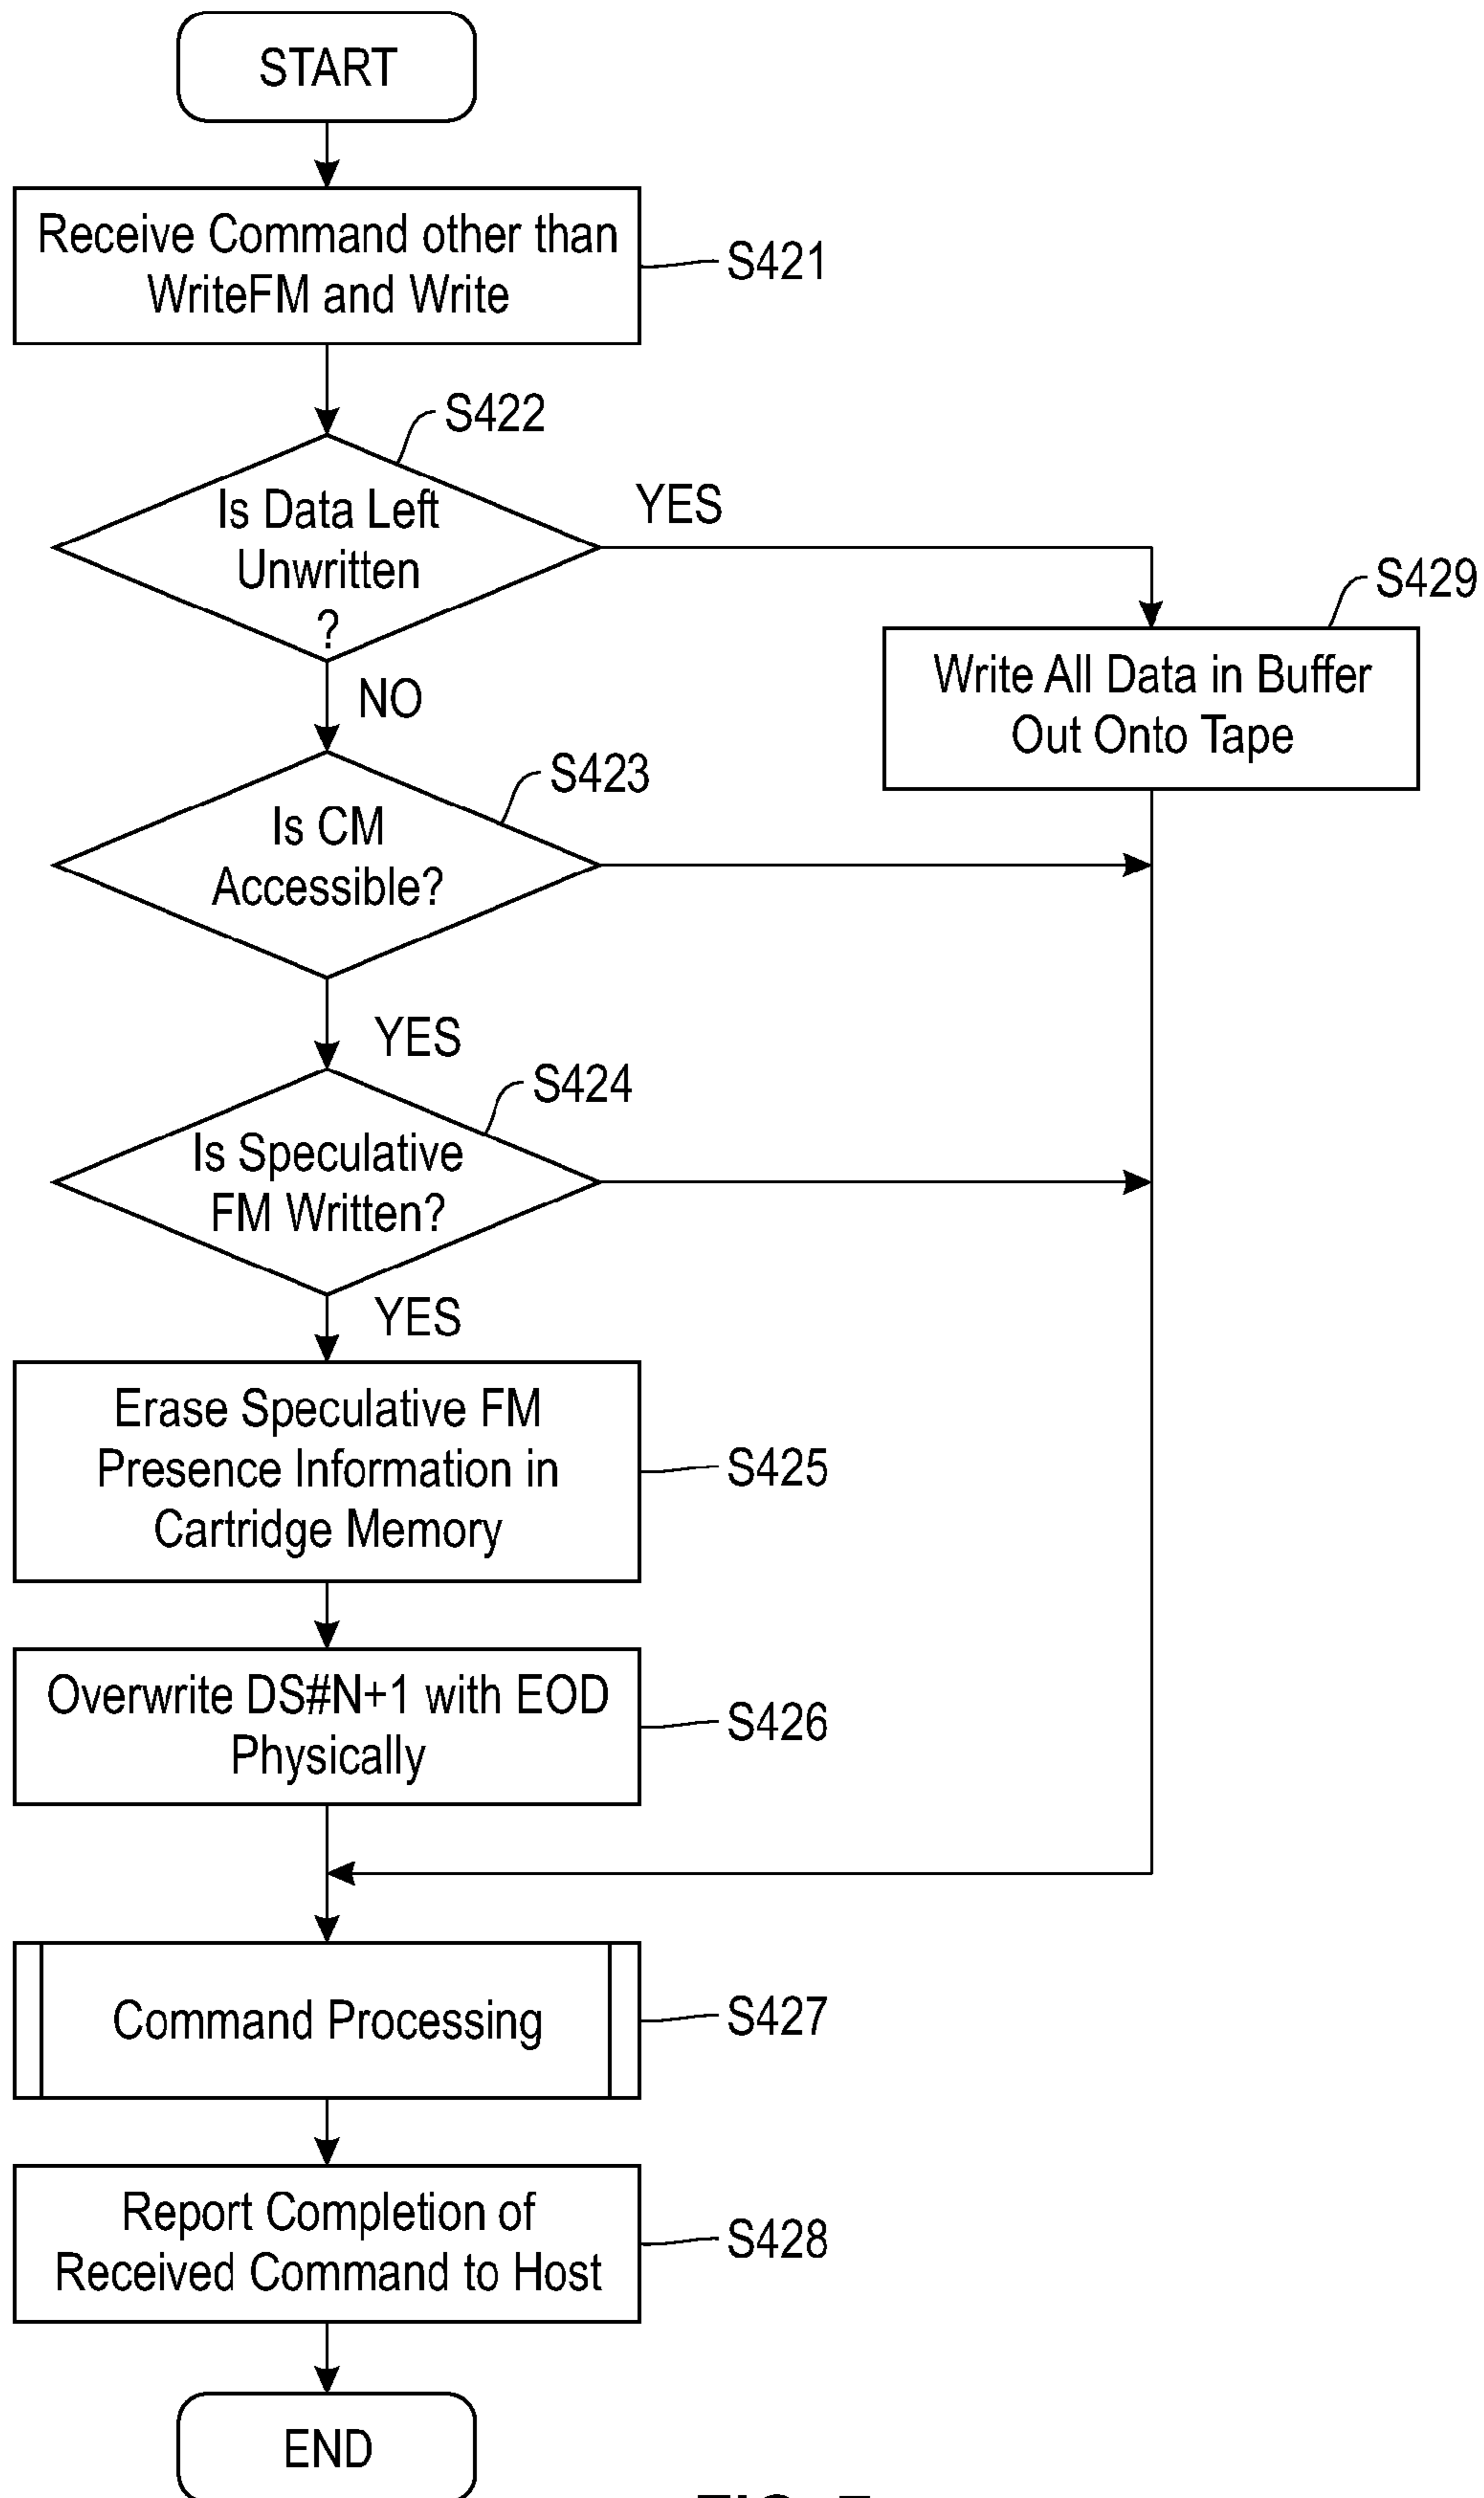 START
Receive Command other than
WriteFM and Write
S421
S422
Is Data Left
Unwritten
?
YES
NO
S429
Write All Data in Buffer
Out Onto Tape
S423
Is CM
Accessible?
YES
S424
Is Speculative
FM Written?
YES
Erase Speculative FM
Presence Information in
Cartridge Memory
S425
Overwrite DS#N+1 with EOD
Physically
S426
Command Processing
S427
Report Completion of
Received Command to Host
S428
END